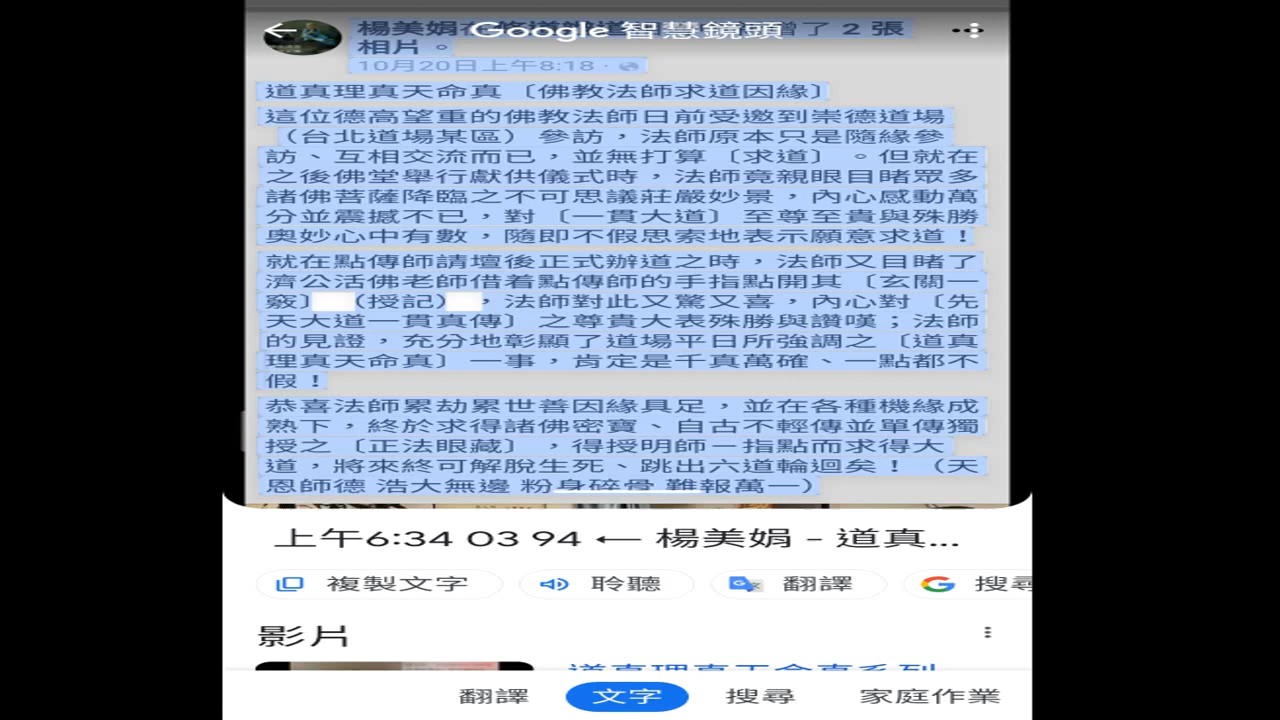 楊美娟
Google 智慧鏡頭
增了 2 張
相片。
10月20日上午8:18
道真理真天命真〔佛教法師求道因緣〕
這位德高望重的佛教法師日前受邀到崇德道場
（台北道場某區）參訪，法師原本只是隨緣參
訪、互相交流而已，並無打算〔求道〕。但就在
之後佛堂舉行獻供儀式時，法師竟親眼目睹眾多
諸佛菩薩降臨之不可思議莊嚴妙景，內心感動萬
分並震撼不已，對〔一貫大道〕至尊至貴與殊勝
奧妙心中有數，隨即不假思索地表示願意求道！
就在點傳師請壇後正式辦道之時，法師又目睹了
濟公活佛老師借着點傳師的手指點開其〔玄關一
竅〕 (授記) ，法師對此又驚又喜，內心對〔先
天大道一貫真傳〕之尊貴大表殊勝與讚嘆；法師
的見證，充分地彰顯了道場平日所強調之〔道真
理真天命真〕一事，肯定是千真萬確、一點都不
假！
恭喜法師累劫累世善因緣具足，並在各種機緣成
熟下，終於求得諸佛密寶、自古不輕傳並單傳獨
授之〔正法眼藏〕，得授明師一指點而求得大
道，將來終可解脫生死、跳出六道輪迴矣！（天
恩師德 浩大無邊 粉身碎骨 難報萬一）
上午6:34 03 94 ← 楊美娟 - 道真...
複製文字
聆聽
翻譯
搜尋
影片
道真理真天命真系列
翻譯
文字
搜尋
家庭作業